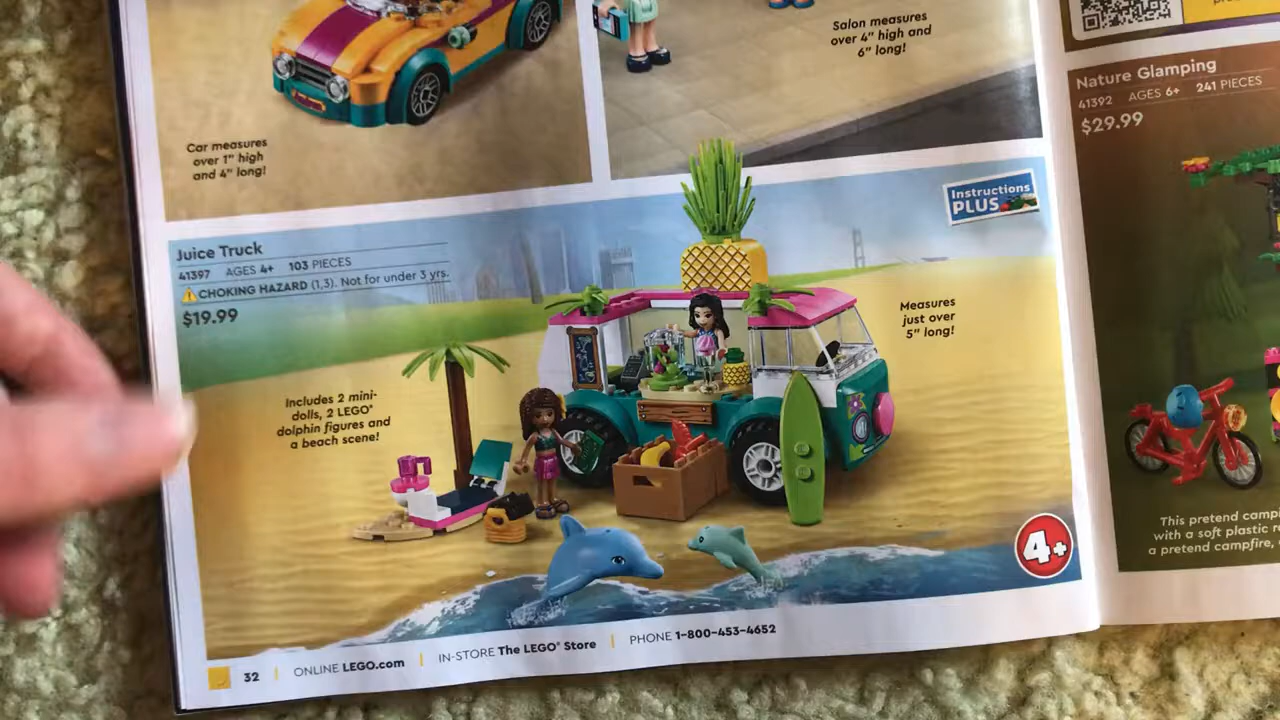 Car measures
over 1" high
and 4" long!
Salon measures
over 4" high and
6" long!
Juice Truck
41397 AGES 4+ 103 PIECES
CHOKING HAZARD (1,3). Not for under 3 yrs.
$19.99
Instructions
PLUS
Measures
just over
5" long!
Includes 2 mini-
dolls, 2 LEGO®
dolphin figures and
a beach scene!
4+
32 | ONLINE LEGO.com | IN-STORE The LEGO® Store | PHONE 1-800-453-4652
Nature Glamping
41392 AGES 6+ 241 PIECES
$29.99
This pretend
with a soft plastic
a pretend campfire,